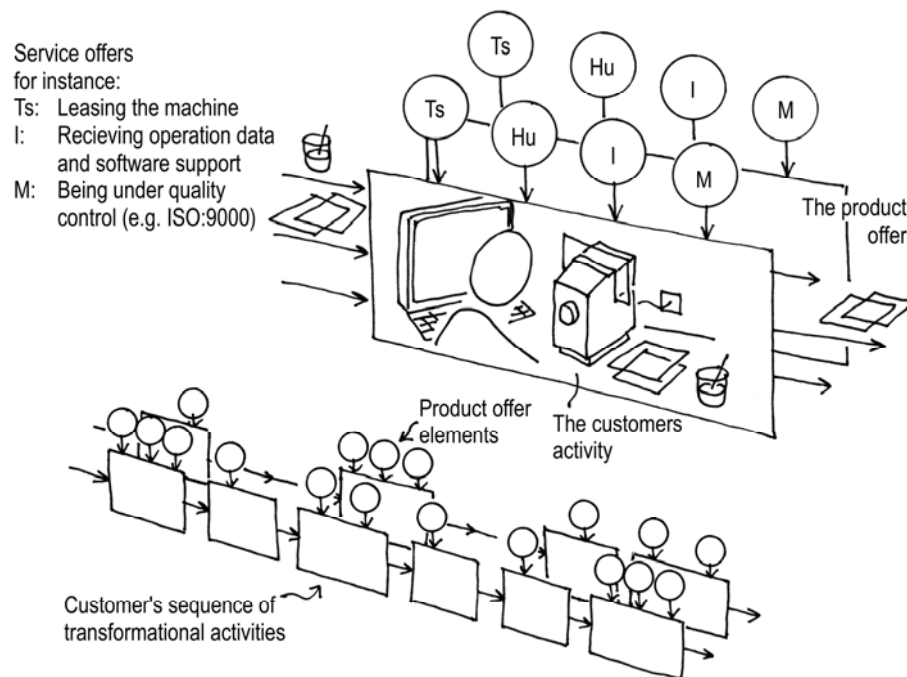 Service offers
for instance:
Ts: Leasing the machine
I: Recieving operation data
and software support
M: Being under quality
control (e.g. ISO:9000)
Ts
Hu
I
M
Ts
Hu
I
M
The product
offer
Product offer
elements
The customers
activity
Customer's sequence of
transformational activities